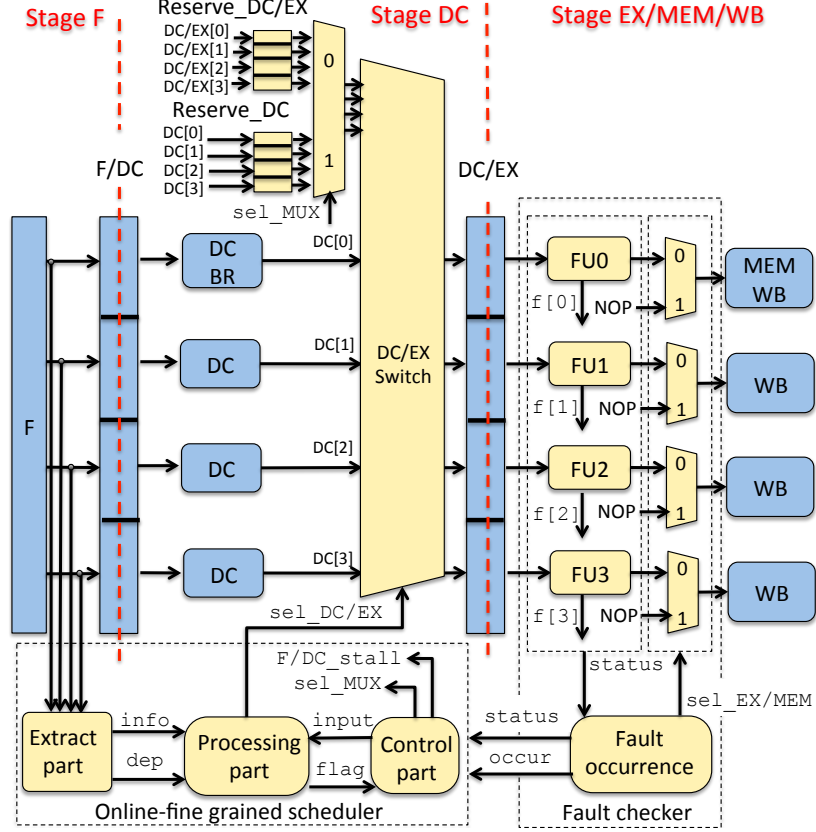 Stage F
Reserve_DC/EX
Stage DC
Stage EX/MEM/WB
DC/EX[0]
DC/EX[1]
DC/EX[2]
DC/EX[3]
0
Reserve_DC
DC[0]
DC[1]
DC[2]
DC[3]
1
F/DC
DC/EX
sel_MUX
DC
BR
DC[0]
FU0
0
MEM
WB
f[0]
NOP
1
DC
DC[1]
DC/EX
Switch
FU1
0
WB
f[1]
NOP
1
F
DC
DC[2]
FU2
0
WB
f[2]
NOP
1
DC
DC[3]
FU3
0
WB
f[3]
NOP
1
sel_DC/EX
F/DC_stall
sel_MUX
status
sel_EX/MEM
Extract
part
info
dep
Processing
part
input
flag
Control
part
status
occur
Fault
occurrence
Online-fine grained scheduler
Fault checker